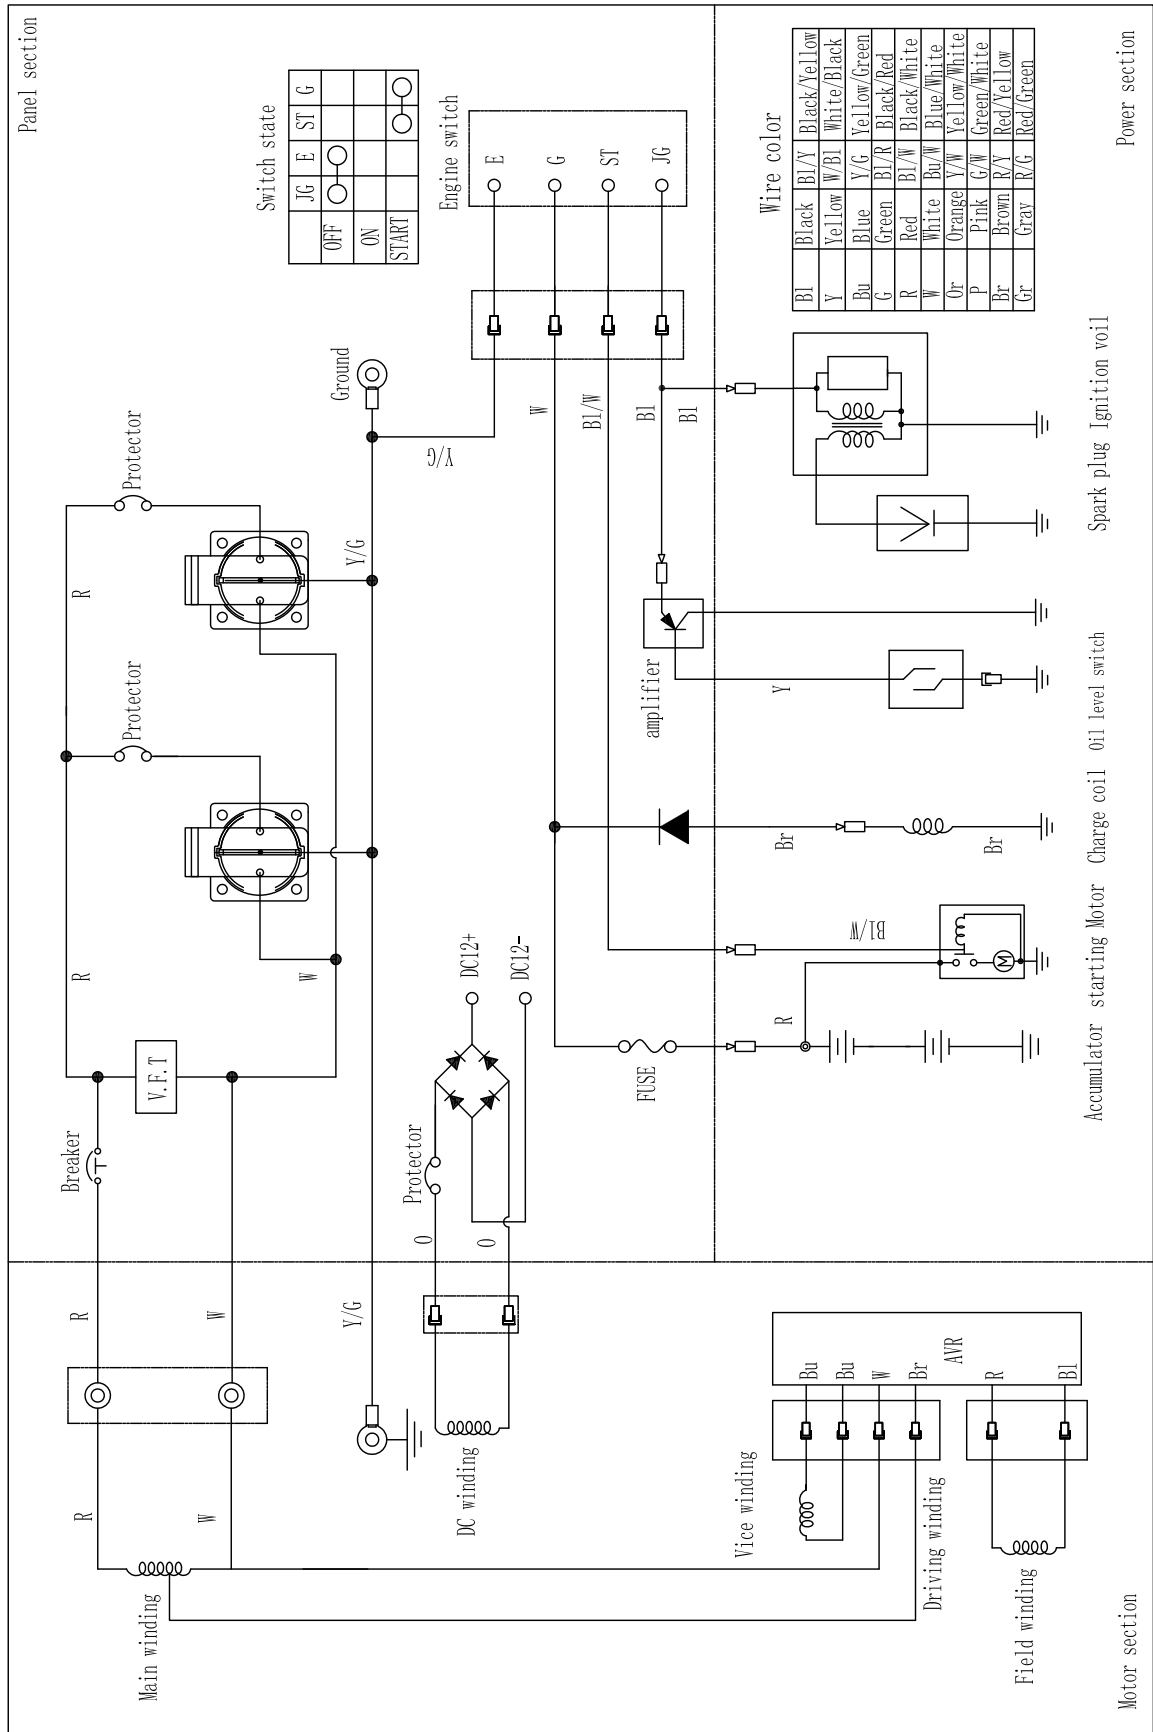 Panel section
Switch state
JG E ST G
OFF
ON
START
Engine switch
E
G
ST
JG
Ground
Protector
Protector
R
R
Y/G
Y/G
W
W
Bl/W
Bl
Bl
V.F.T
Breaker
DC12+
DC12-
Protector
O
O
FUSE
amplifier
Wire color
Bl Black Bl/Y Black/Yellow
Y Yellow W/Bl White/Black
Bu Blue Y/G Yellow/Green
G Green Bl/R Black/Red
R Red Bl/W Black/White
W White Bu/W Blue/White
Or Orange Y/W Yellow/White
P Pink G/W Green/White
Br Brown R/Y Red/Yellow
Gr Gray R/G Red/Green
Power section
Y
Br
Br
Bl/W
R
M
Accumulator
starting Motor
Charge coil
Oil level switch
Spark plug
Ignition voil
R
W
Y/G
R
W
Main winding
DC winding
Vice winding
Driving winding
Field winding
AVR
Bu
Bu
W
Br
R
Bl
Motor section